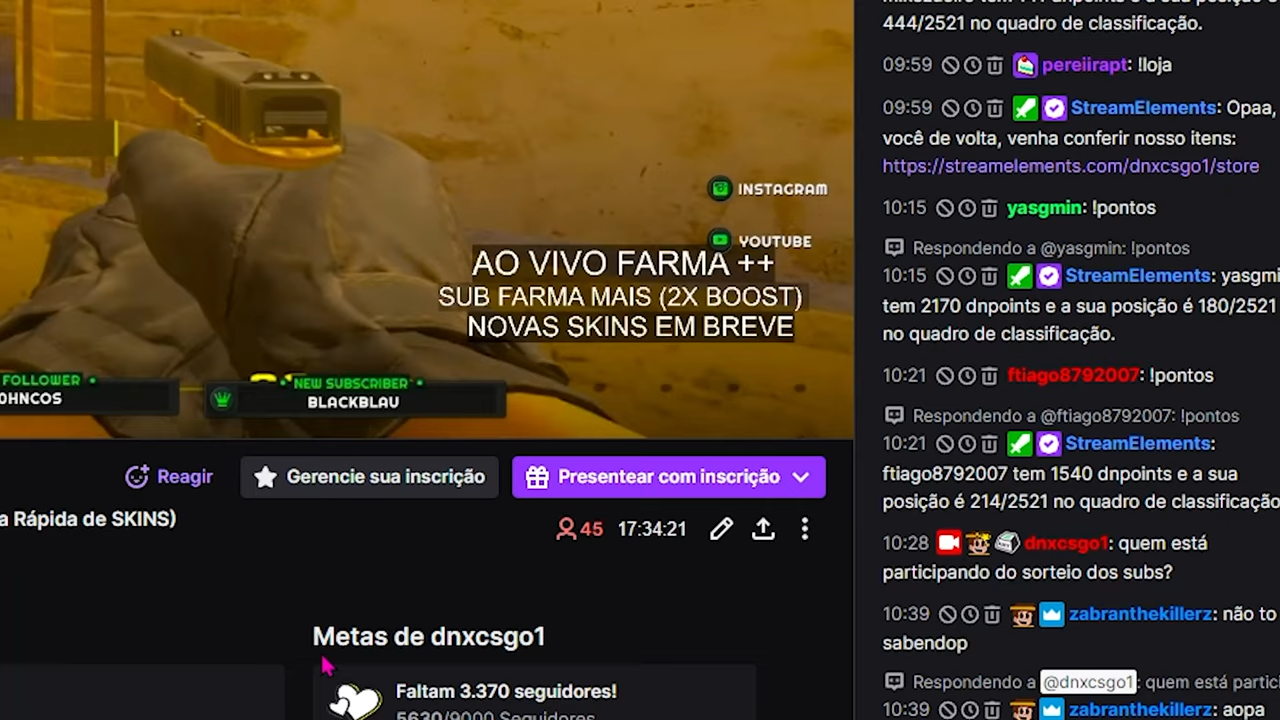 444/2521 no quadro de classificação.
09:59 pereiirapt: !loja
09:59 StreamElements: Opaa,
você de volta, venha conferir nosso itens:
https://streamelements.com/dnxcsgo1/store
10:15 yasgmin: !pontos
Respondendo a @yasgmin: !pontos
10:15 StreamElements: yasgmi
tem 2170 dnpoints e a sua posição é 180/2521
no quadro de classificação.
10:21 ftiago8792007: !pontos
Respondendo a @ftiago8792007: !pontos
10:21 StreamElements:
ftiago8792007 tem 1540 dnpoints e a sua
posição é 214/2521 no quadro de classificação
10:28 dnxcsgo1: quem está
participando do sorteio dos subs?
10:39 zabranthekillerz: não to
sabendop
Respondendo a @dnxcsgo1: quem está partici
10:39 zabranthekillerz: aopa
INSTAGRAM
YOUTUBE
AO VIVO FARMA ++
SUB FARMA MAIS (2X BOOST)
NOVAS SKINS EM BREVE
FOLLOWER
0HNCOS
NEW SUBSCRIBER
BLACKBLAU
Reagir
Gerencie sua inscrição
Presentear com inscrição
a Rápida de SKINS)
45 17:34:21
Metas de dnxcsgo1
Faltam 3.370 seguidores!
5630/9000 Seguidores